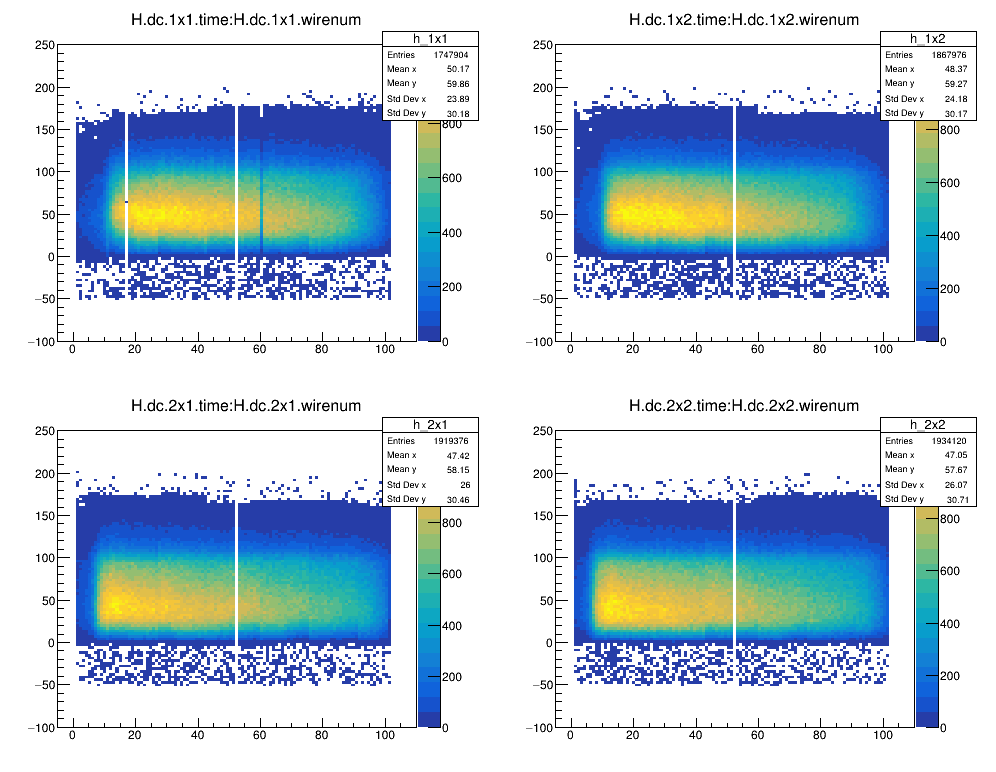 H.dc.1x1.time:H.dc.1x1.wirenum
h_1x1
Entries 1747904
Mean x 50.17
Mean y 59.86
Std Dev x 23.89
Std Dev y 30.18
250
200
150
100
50
0
−50
−100
0 20 40 60 80 100
800
600
400
200
0
H.dc.1x2.time:H.dc.1x2.wirenum
h_1x2
Entries 1867976
Mean x 48.37
Mean y 59.27
Std Dev x 24.18
Std Dev y 30.17
250
200
150
100
50
0
−50
−100
0 20 40 60 80 100
800
600
400
200
0
H.dc.2x1.time:H.dc.2x1.wirenum
h_2x1
Entries 1919376
Mean x 47.42
Mean y 58.15
Std Dev x 26
Std Dev y 30.46
250
200
150
100
50
0
−50
−100
0 20 40 60 80 100
800
600
400
200
0
H.dc.2x2.time:H.dc.2x2.wirenum
h_2x2
Entries 1934120
Mean x 47.05
Mean y 57.67
Std Dev x 26.07
Std Dev y 30.71
250
200
150
100
50
0
−50
−100
0 20 40 60 80 100
800
600
400
200
0